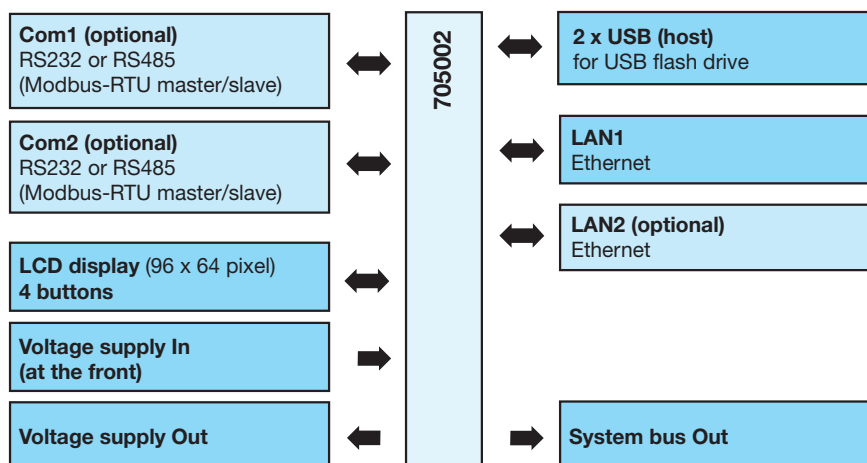 Com1 (optional)
RS232 or RS485
(Modbus-RTU master/slave)
Com2 (optional)
RS232 or RS485
(Modbus-RTU master/slave)
LCD display (96 x 64 pixel)
4 buttons
Voltage supply In
(at the front)
Voltage supply Out
705002
2 x USB (host)
for USB flash drive
LAN1
Ethernet
LAN2 (optional)
Ethernet
System bus Out